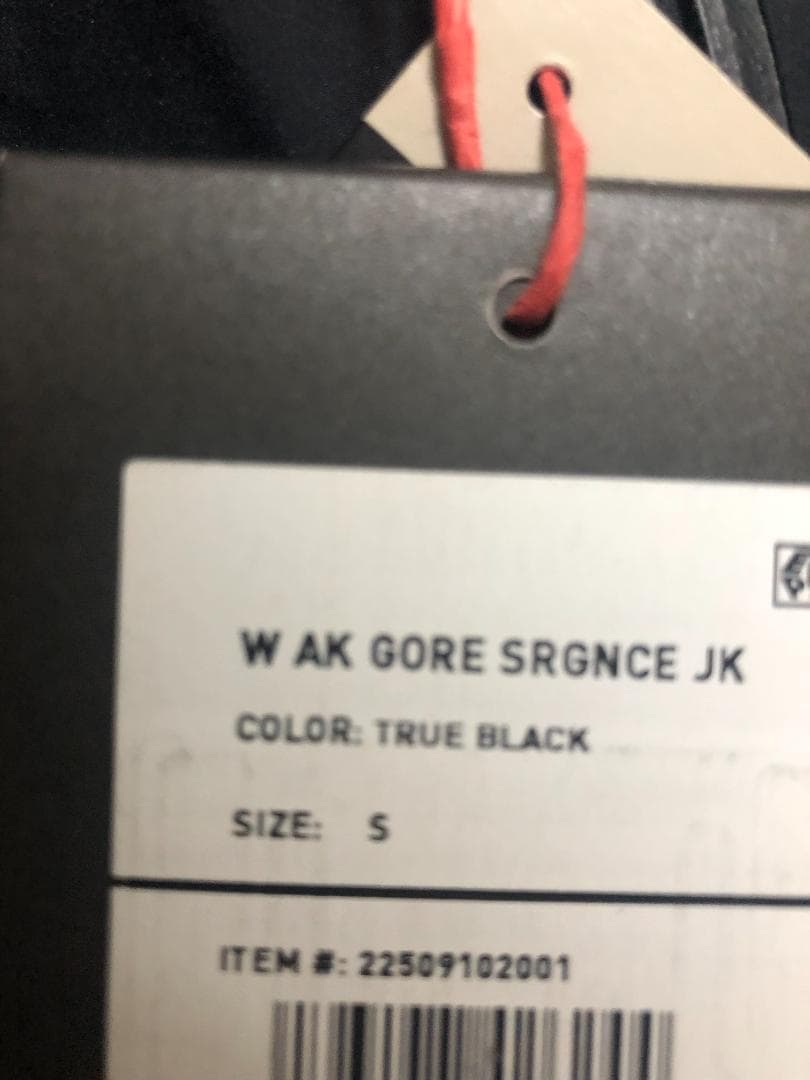 W AK GORE SRGNCE JK
COLOR: TRUE BLACK
SIZE: S
ITEM #: 22509102001